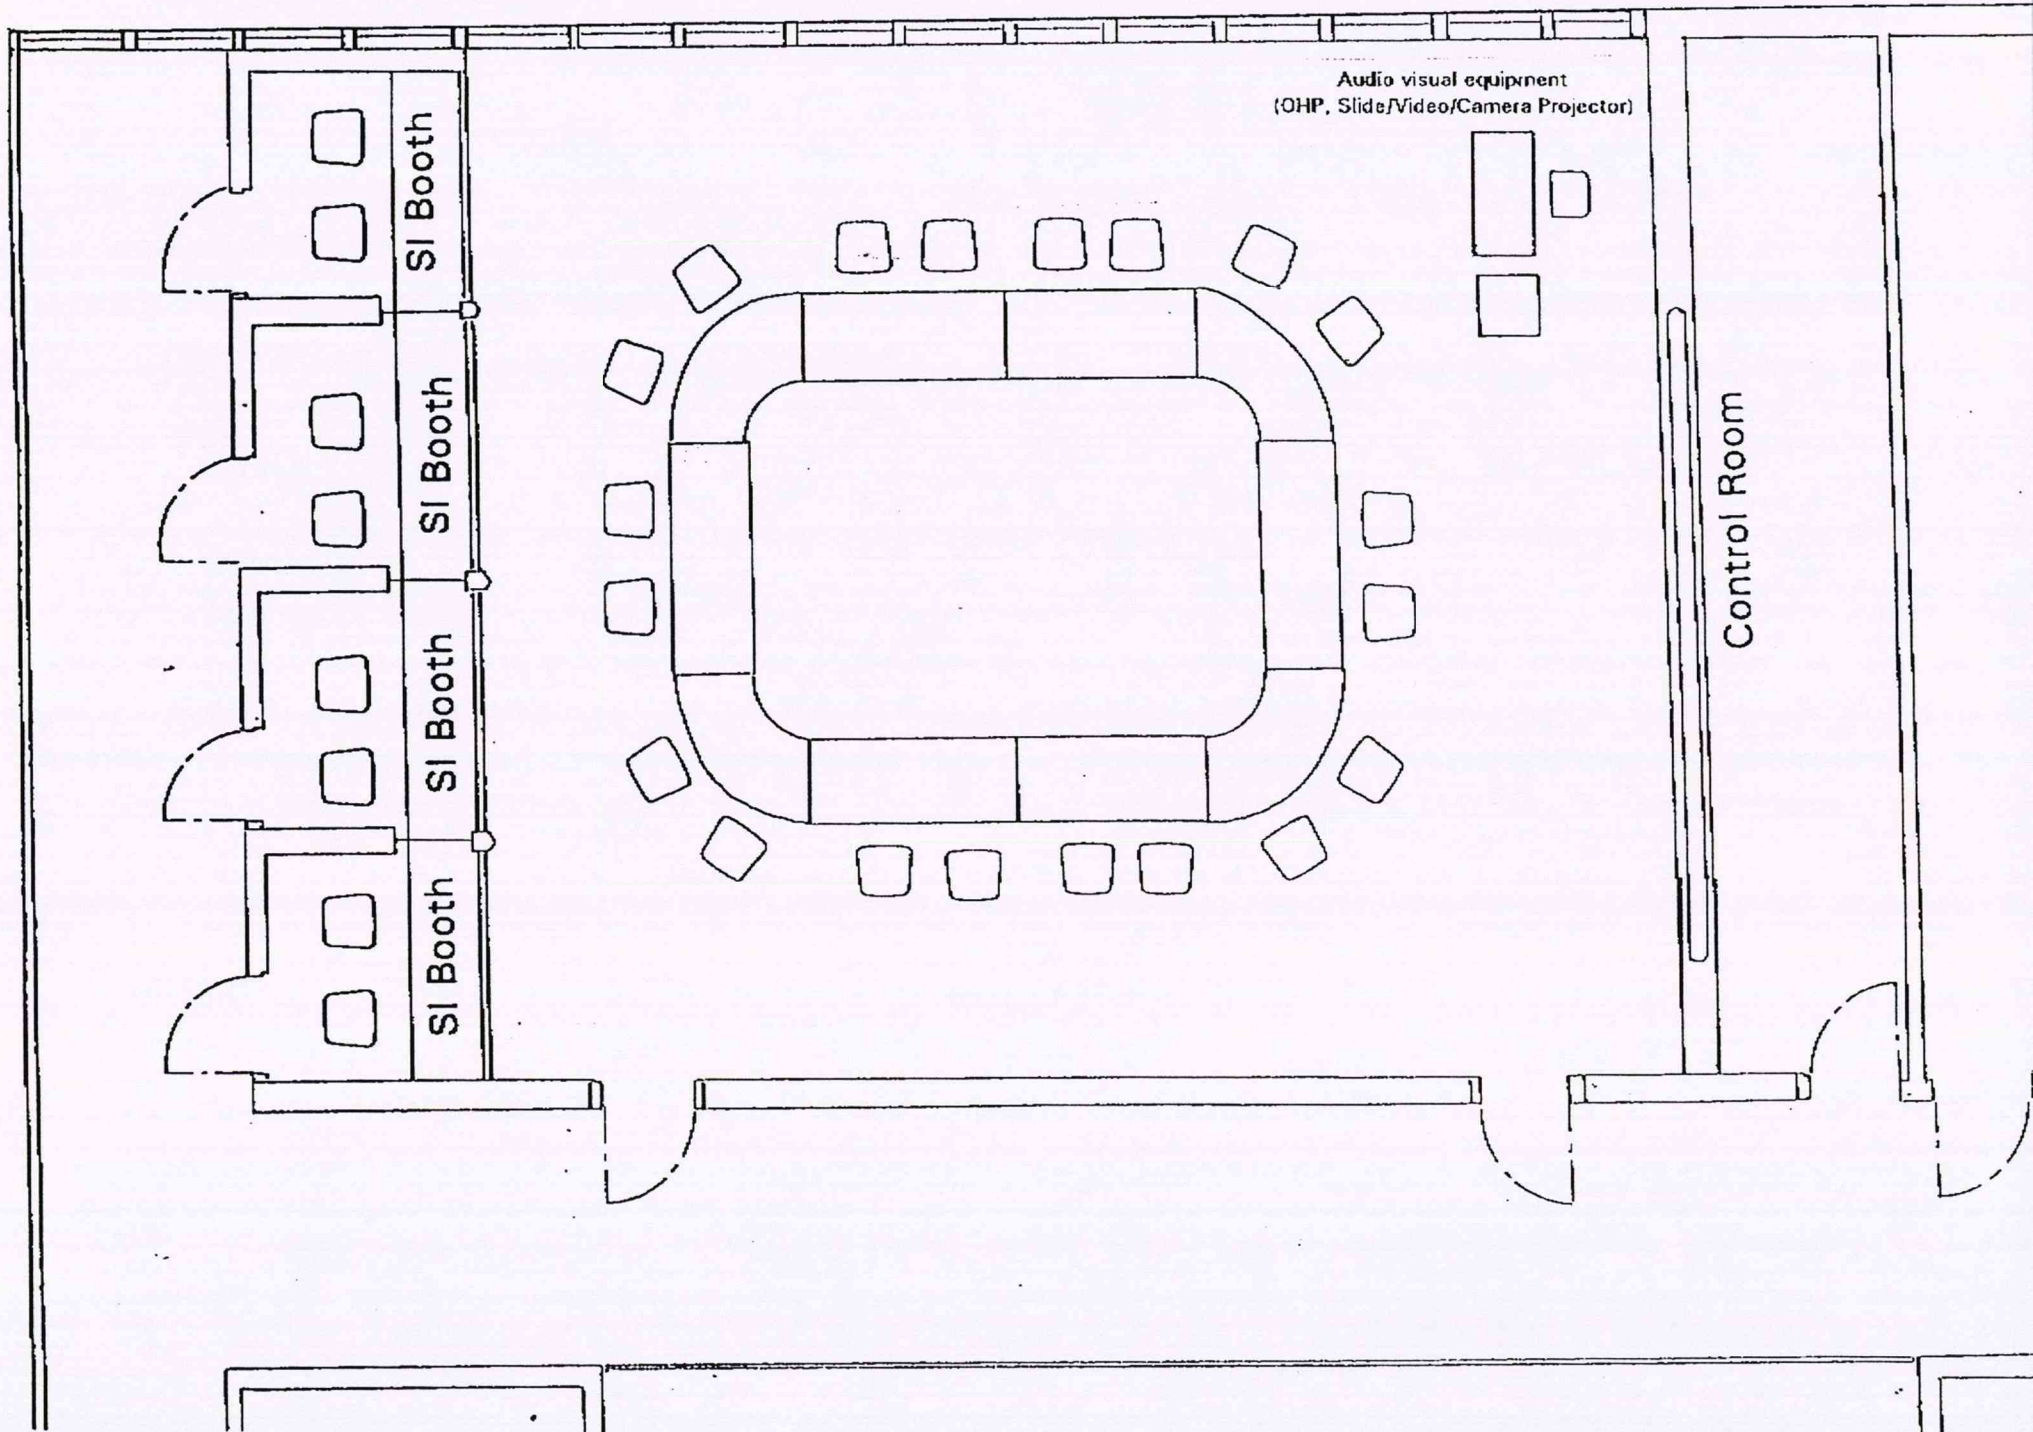 Audio visual equipment
(OHP, Slide/Video/Camera Projector)
SI Booth
SI Booth
SI Booth
SI Booth
Control Room